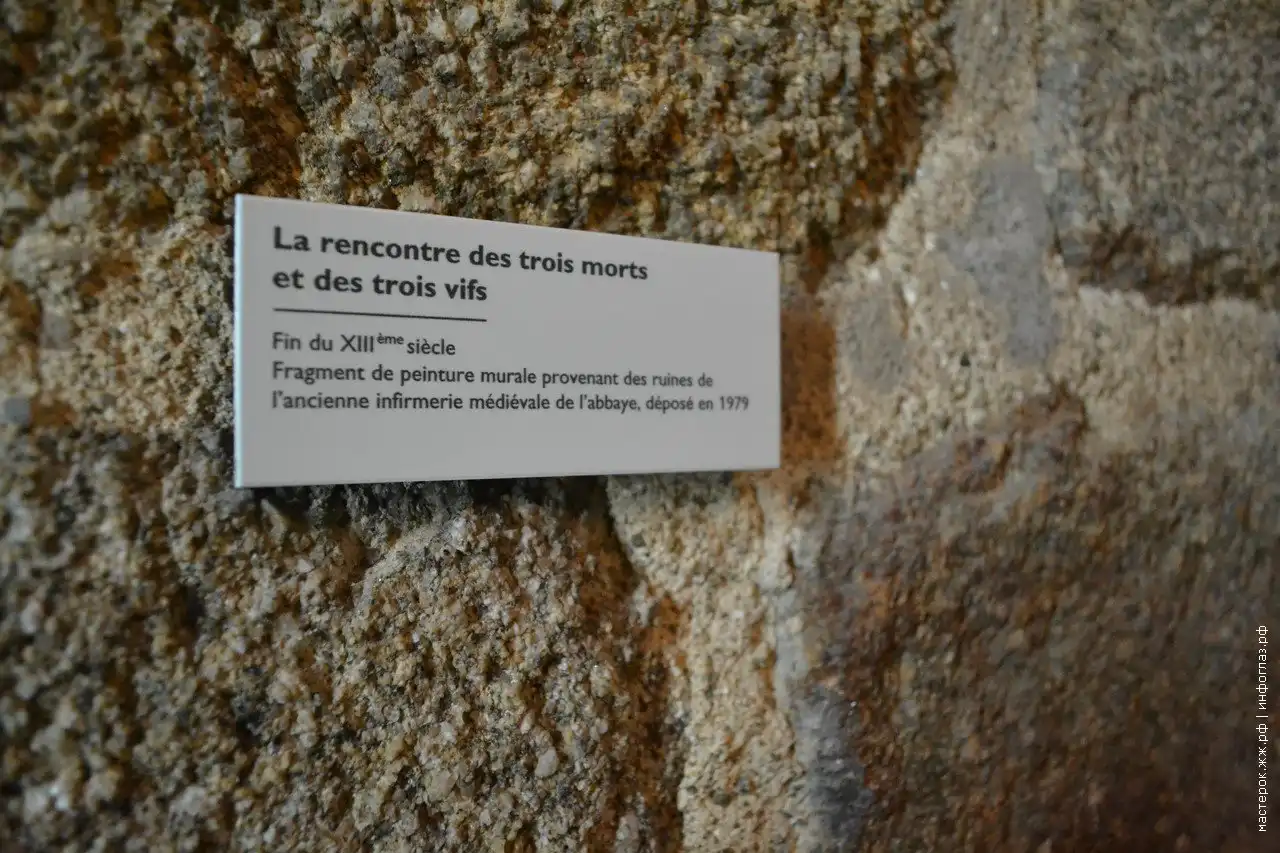 La rencontre des trois morts
et des trois vifs
Fin du XIIIème siècle
Fragment de peinture murale provenant des ruines de
l'ancienne infirmerie médiévale de l'abbaye, déposé en 1979
мастерок.жж.рф | инфоглаз.рф